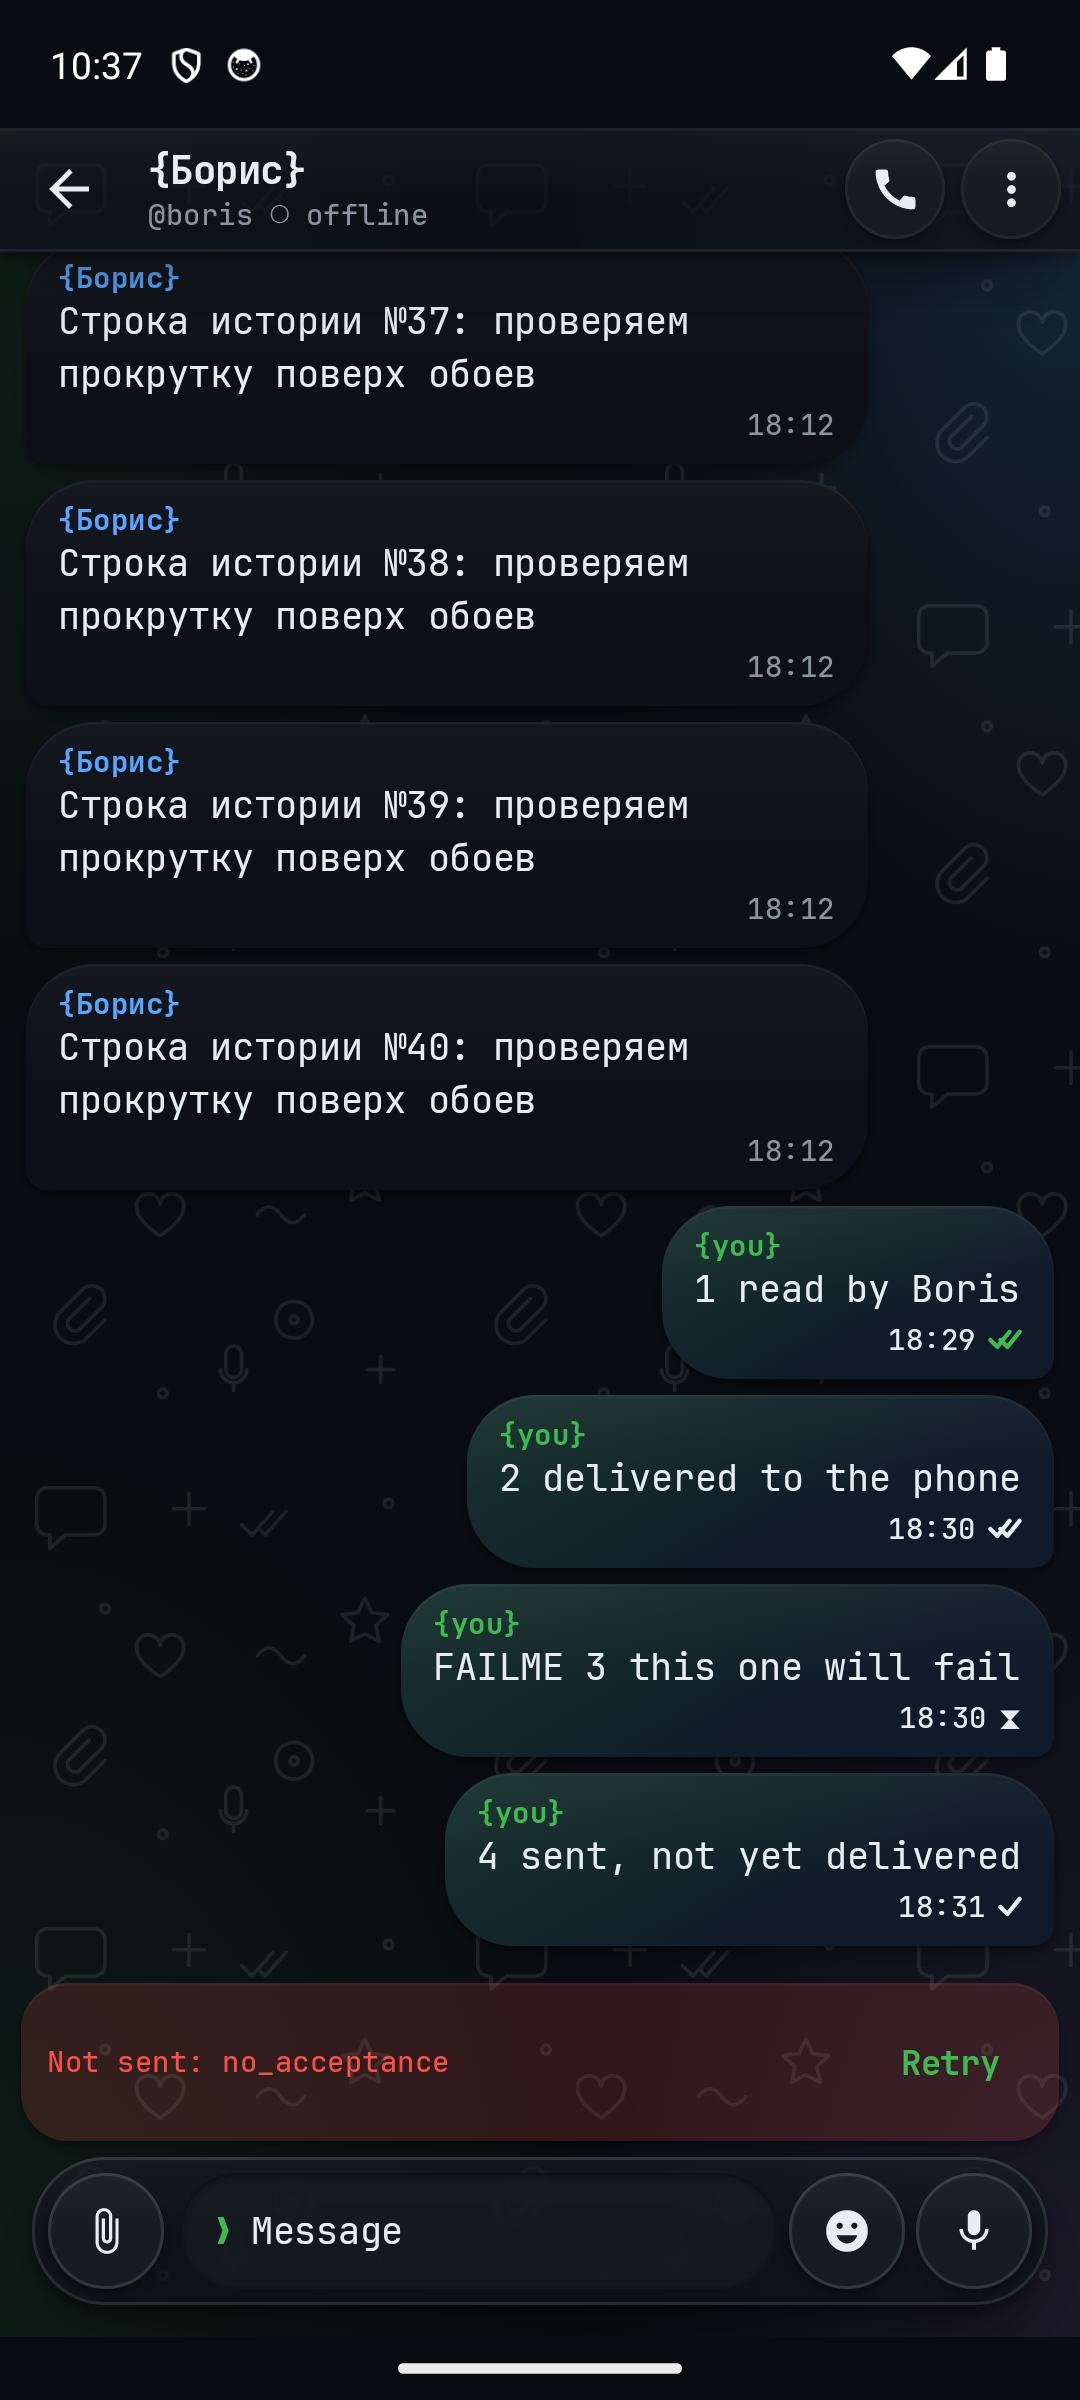 10:37
{Борис}
@boris ○ offline
{Борис}
Строка истории №37: проверяем
прокрутку поверх обоев
18:12
{Борис}
Строка истории №38: проверяем
прокрутку поверх обоев
18:12
{Борис}
Строка истории №39: проверяем
прокрутку поверх обоев
18:12
{Борис}
Строка истории №40: проверяем
прокрутку поверх обоев
18:12
{you}
1 read by Boris
18:29
{you}
2 delivered to the phone
18:30
{you}
FAILME 3 this one will fail
18:30
{you}
4 sent, not yet delivered
18:31
Not sent: no_acceptance
Retry
Message